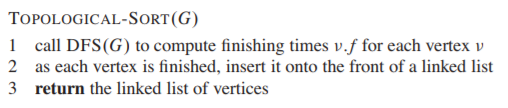 TOPOLOGICAL-SORT(G)
1 call DFS(G) to compute finishing times v.f for each vertex v
2 as each vertex is finished, insert it onto the front of a linked list
3 return the linked list of vertices